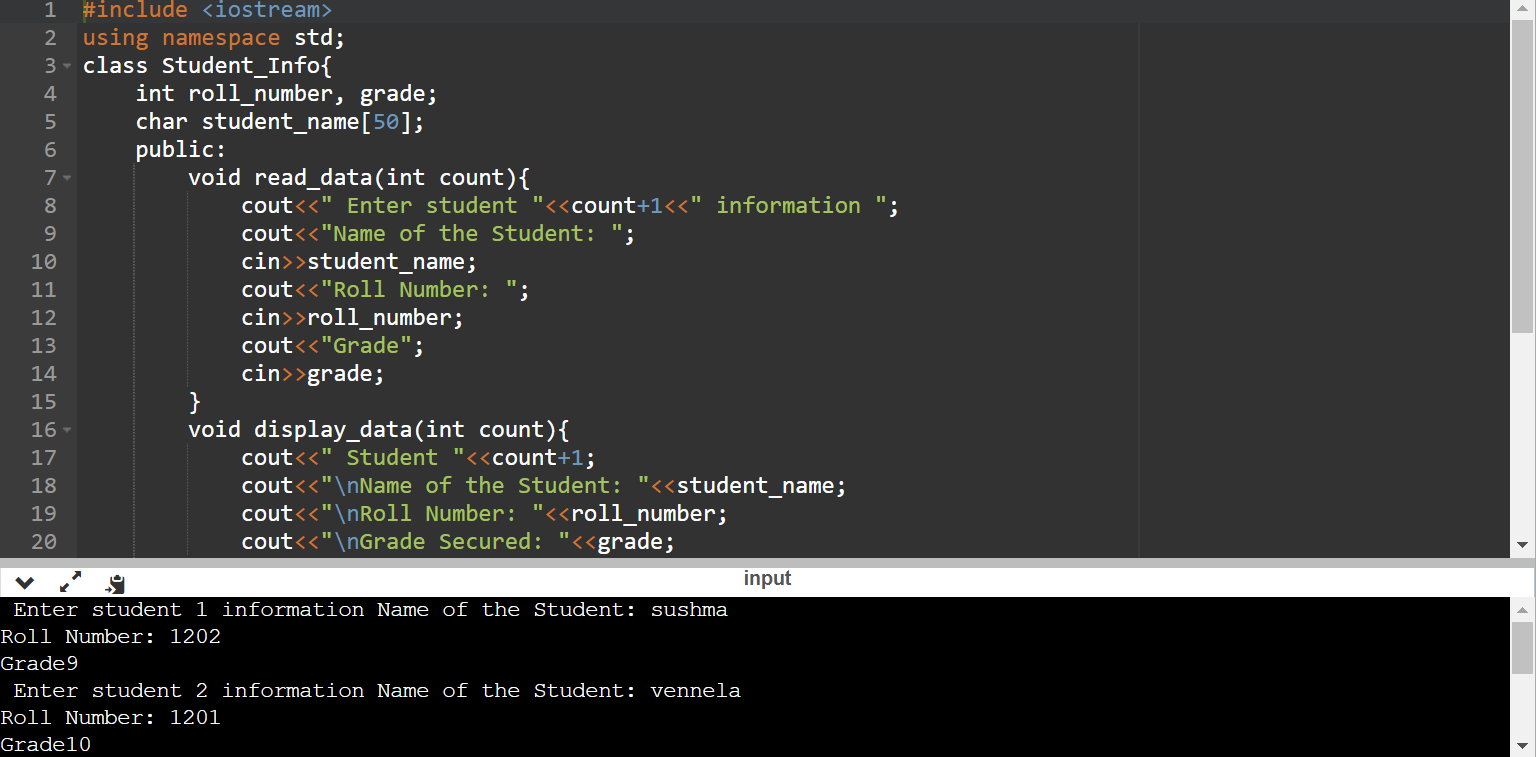 1 #include <iostream>
2 using namespace std;
3 class Student_Info{
4     int roll_number, grade;
5     char student_name[50];
6     public:
7         void read_data(int count){
8             cout<<" Enter student "<<count+1<<" information ";
9             cout<<"Name of the Student: ";
10             cin>>student_name;
11             cout<<"Roll Number: ";
12             cin>>roll_number;
13             cout<<"Grade";
14             cin>>grade;
15         }
16         void display_data(int count){
17             cout<<" Student "<<count+1;
18             cout<<"\nName of the Student: "<<student_name;
19             cout<<"\nRoll Number: "<<roll_number;
20             cout<<"\nGrade Secured: "<<grade;
input
 Enter student 1 information Name of the Student: sushma
Roll Number: 1202
Grade9
 Enter student 2 information Name of the Student: vennela
Roll Number: 1201
Grade10